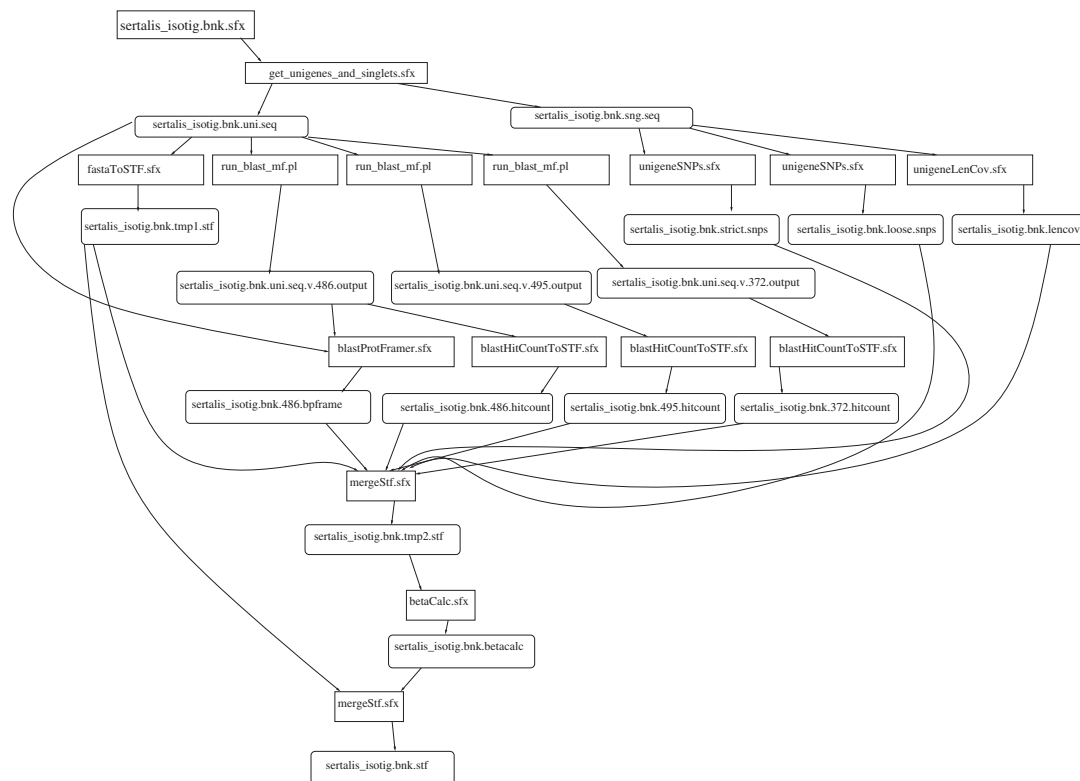 sertalis_isotig.bnk.sfx
get_unigenes_and_singlets.sfx
sertalis_isotig.bnk.uni.seq
sertalis_isotig.bnk.sng.seq
fastaToSTF.sfx
run_blast_mf.pl
run_blast_mf.pl
run_blast_mf.pl
unigeneSNPs.sfx
unigeneSNPs.sfx
unigeneLenCov.sfx
sertalis_isotig.bnk.tmp1.stf
sertalis_isotig.bnk.strict.snps
sertalis_isotig.bnk.loose.snps
sertalis_isotig.bnk.lencov
sertalis_isotig.bnk.uni.seq.v.486.output
sertalis_isotig.bnk.uni.seq.v.495.output
sertalis_isotig.bnk.uni.seq.v.372.output
blastProtFramer.sfx
blastHitCountToSTF.sfx
blastHitCountToSTF.sfx
blastHitCountToSTF.sfx
sertalis_isotig.bnk.486.bpframe
sertalis_isotig.bnk.486.hitcount
sertalis_isotig.bnk.495.hitcount
sertalis_isotig.bnk.372.hitcount
mergeStf.sfx
sertalis_isotig.bnk.tmp2.stf
betaCalc.sfx
sertalis_isotig.bnk.betacalc
mergeStf.sfx
sertalis_isotig.bnk.stf